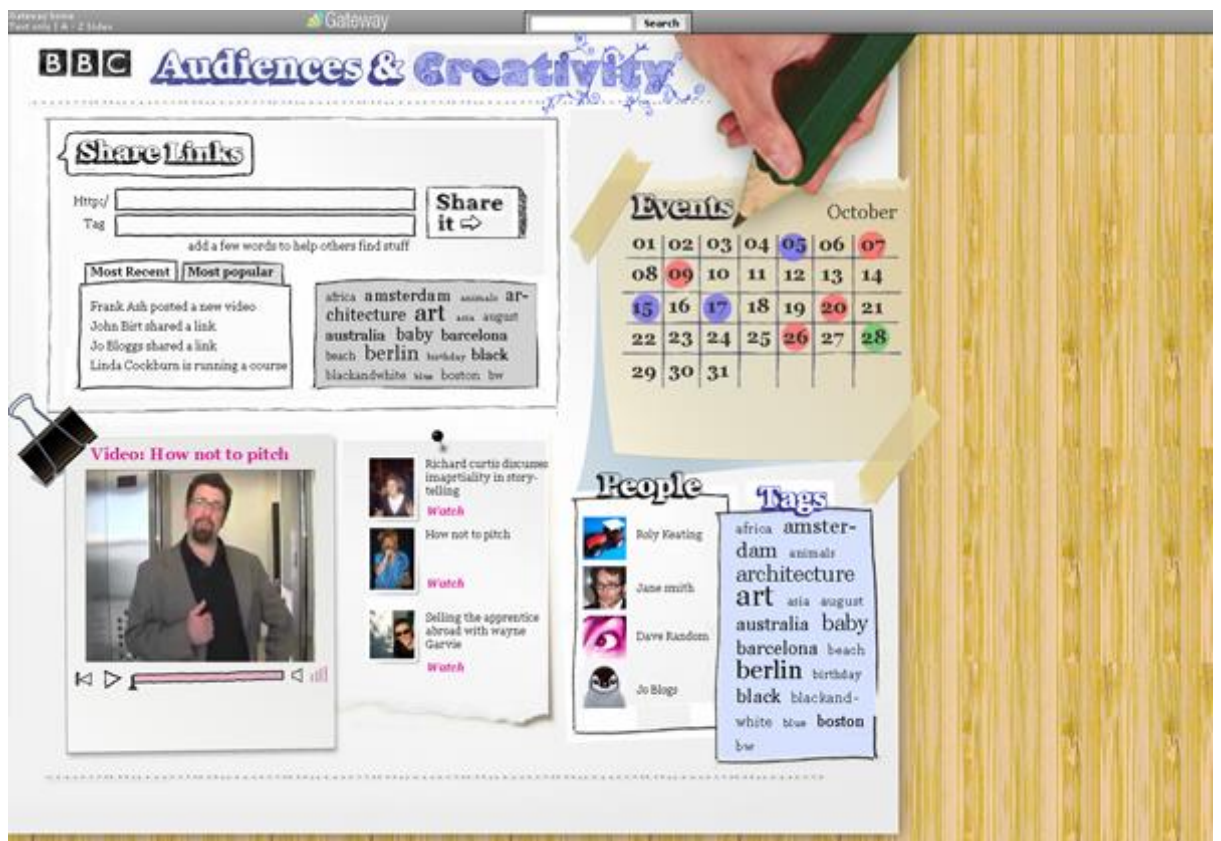 Gateway home
Text only | A - Z Index
Gateway
Search
BBC
Audiences & Creativity
Share Links
Http:/
Tag
Share
it
add a few words to help others find stuff
Most Recent
Most popular
Frank Ash posted a new video
John Birt shared a link
Jo Bloggs shared a link
Linda Cockburn is running a course
africa amsterdam animals ar-
chitecture art asia august
australia baby barcelona
beach berlin birthday black
blackandwhite blue boston bw
Events
October
01 02 03 04 05 06 07
08 09 10 11 12 13 14
15 16 17 18 19 20 21
22 23 24 25 26 27 28
29 30 31
Video: How not to pitch
Richard curtis discusses
imaprtiality in story-
telling
Watch
How not to pitch
Watch
Selling the apprentice
abroad with wayne
Garvie
Watch
People
Roly Keating
Jane smith
Dave Random
Jo Blogs
Tags
africa amster-
dam animals
architecture
art asia august
australia baby
barcelona beach
berlin birthday
black blackand-
white blue boston
bw